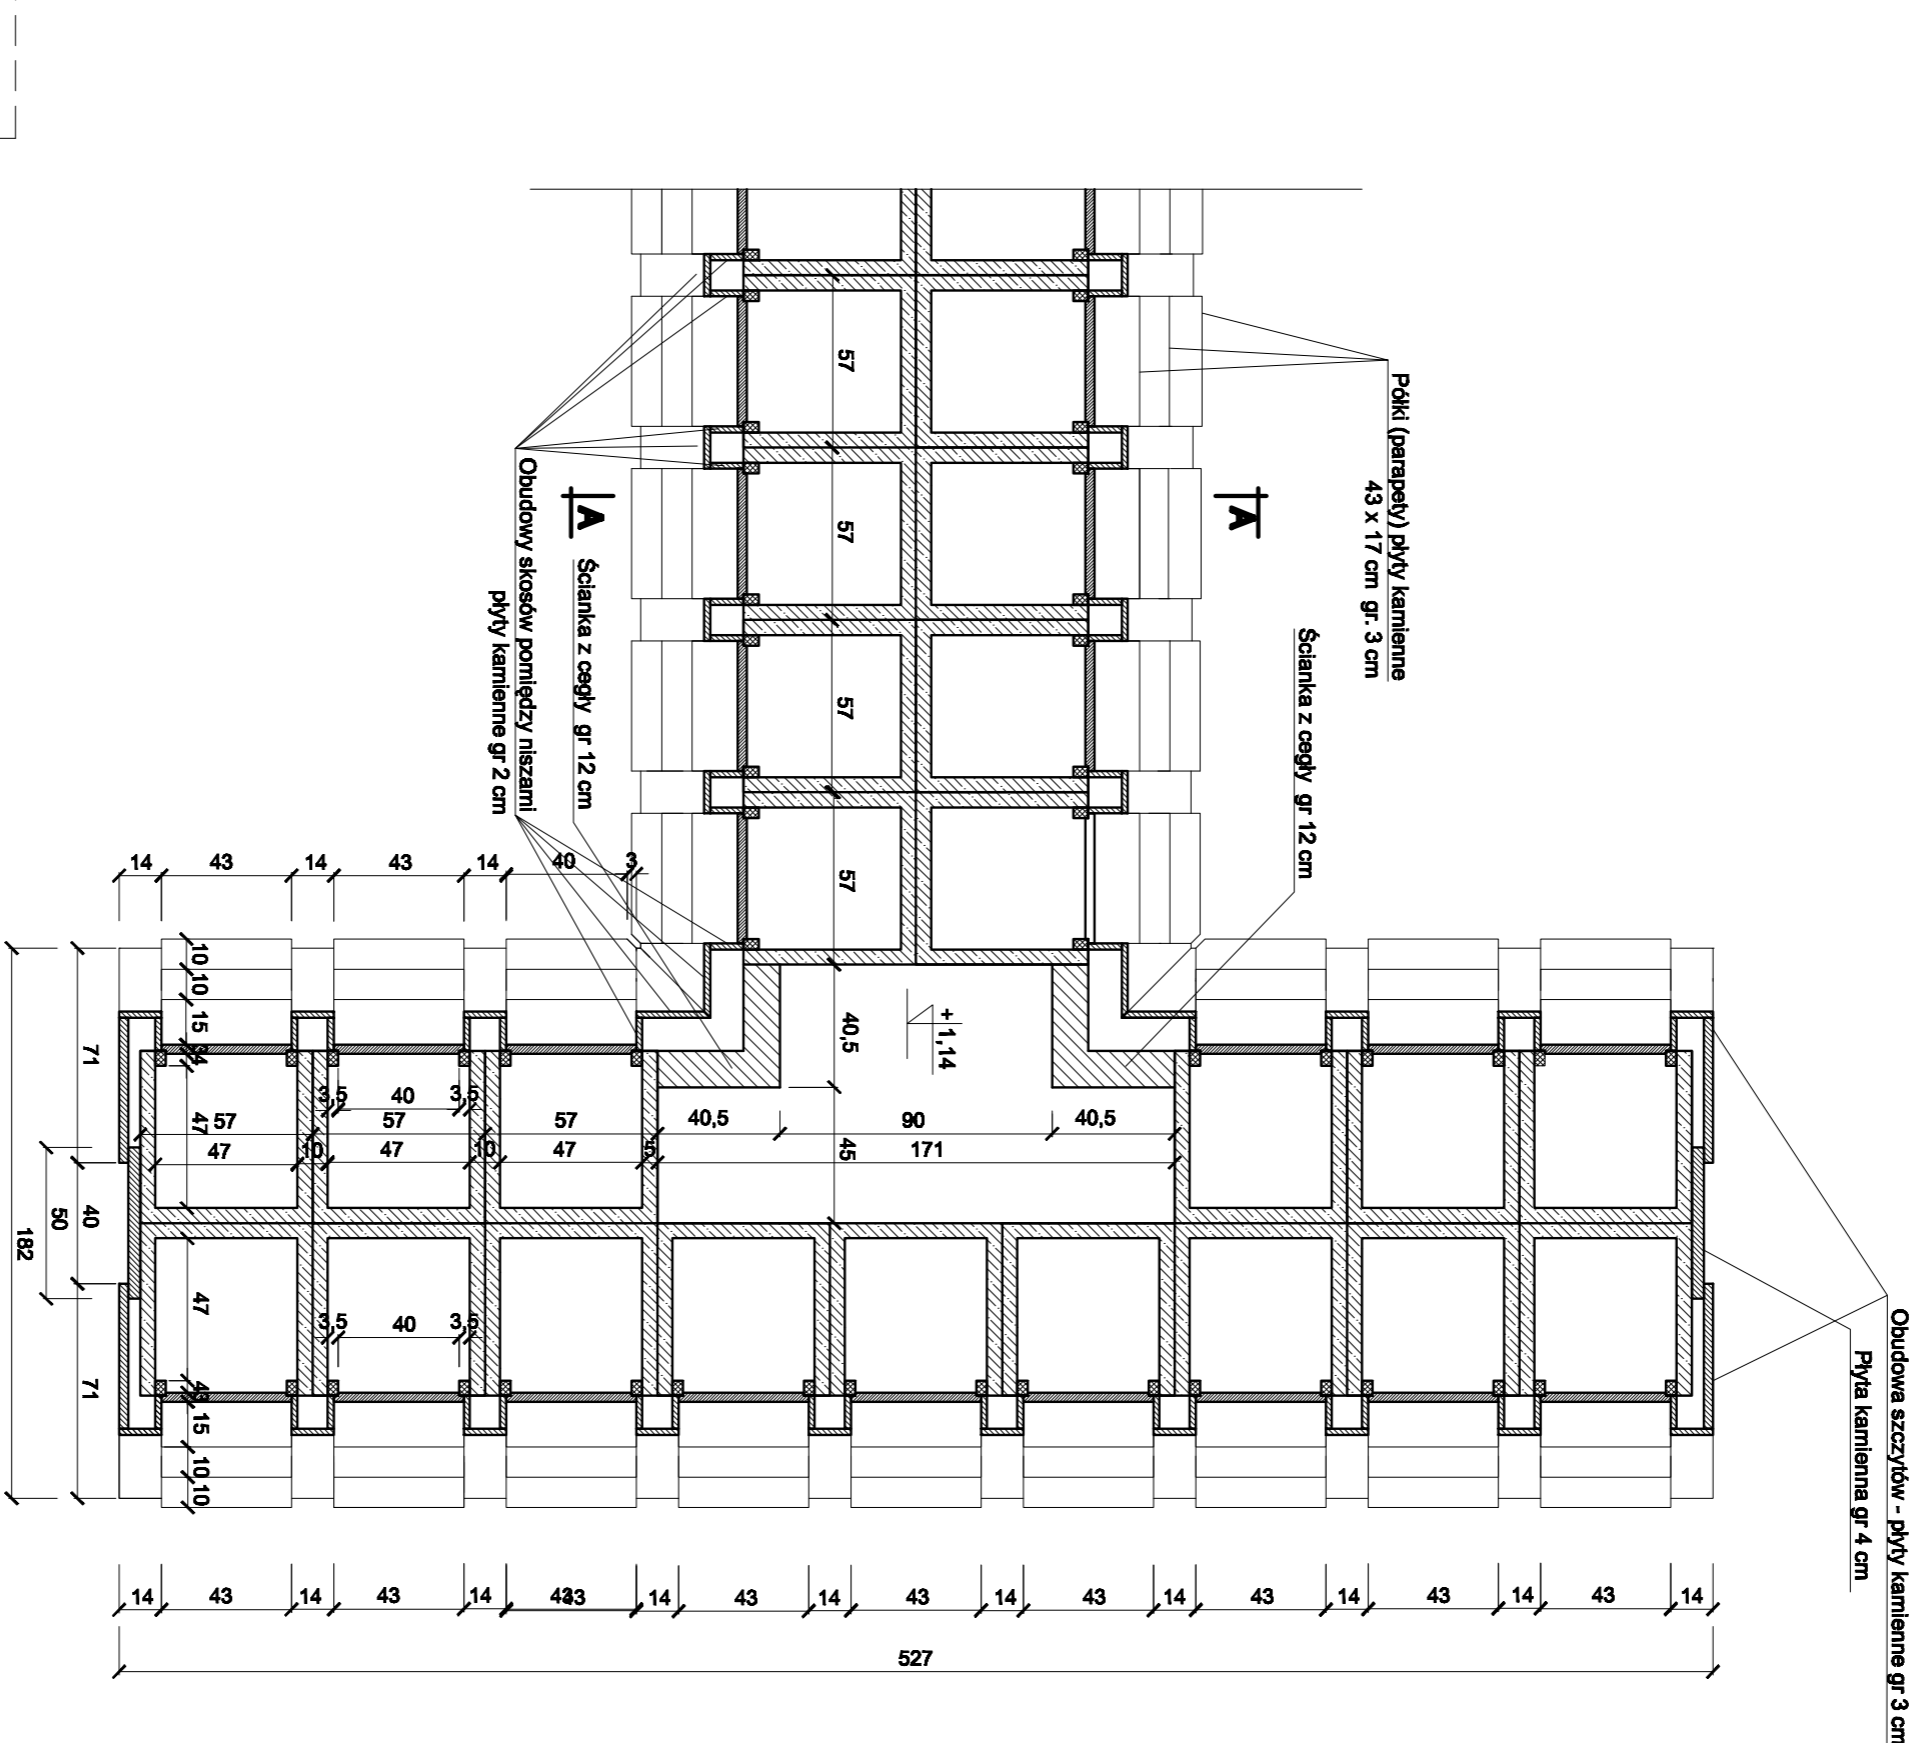 Półki (parapety) płyty kamienne
43 x 17 cm gr. 3 cm
Ścianka z cegły gr 12 cm
A
A
Obudowy skosów pomiędzy niszami
płyty kamienne gr 2 cm
Ścianka z cegły gr 12 cm
57
57
57
57
14 43 14 43 14 40 3
10 10 15 34 47
+ 1,14
40,5
45
71
40
71
50
182
3,5 40 3,5
57 57 57 40,5 90 40,5
47 10 47 10 47 5 171
47
3,5 40 3,5
43 15 10 10
Obudowa szczytów - płyty kamienne gr 3 cm
Płyta kamienna gr 4 cm
14 43 14 43 14 43 43 14 43 14 43 14 43 14 43 14 43 14 43 14
527